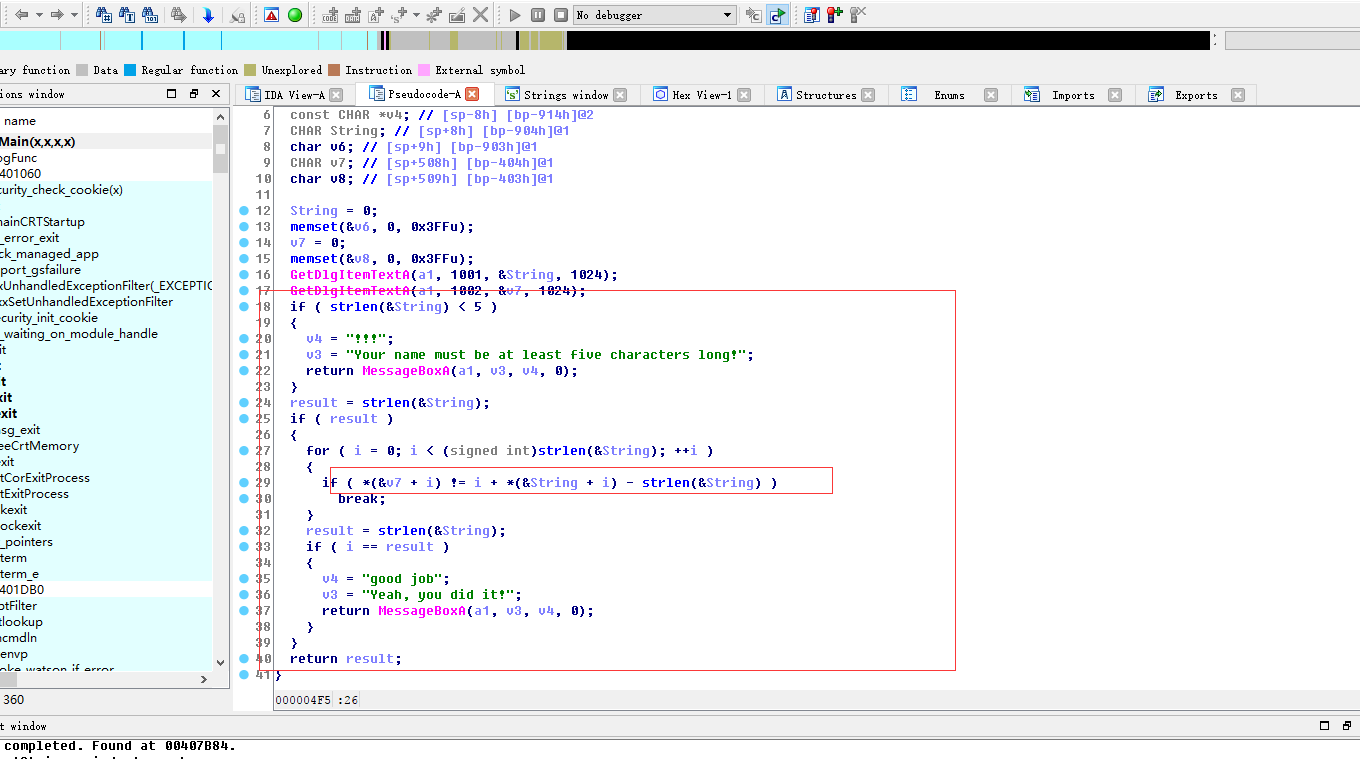 No debugger
ary function Data Regular function Unexplored Instruction External symbol
ions window
IDA View-A Pseudocode-A Strings window Hex View-1 Structures Enums Imports Exports
name
Main(x,x,x,x)
ogFunc
401060
curity_check_cookie(x)
nainCRTStartup
_error_exit
ck_managed_app
port_gsfailure
xUnhandledExceptionFilter(_EXCEPTIC
xxSetUnhandledExceptionFilter
ecurity_init_cookie
_waiting_on_module_handle
it
t
xit
exit
nsg_exit
eeCrtMemory
exit
tCorExitProcess
tExitProcess
kexit
ockexit
_pointers
term
term_e
401DB0
ptFilter
tlookup
ncmdln
envp
oke_watson_if_error
360
6 const CHAR *v4; // [sp-8h] [bp-914h]@2
7 CHAR String; // [sp+8h] [bp-904h]@1
8 char v6; // [sp+9h] [bp-903h]@1
9 CHAR v7; // [sp+508h] [bp-404h]@1
10 char v8; // [sp+509h] [bp-403h]@1
11
12 String = 0;
13 memset(&v6, 0, 0x3FFu);
14 v7 = 0;
15 memset(&v8, 0, 0x3FFu);
16 GetDlgItemTextA(a1, 1001, &String, 1024);
17 GetDlgItemTextA(a1, 1002, &v7, 1024);
18 if ( strlen(&String) < 5 )
19 {
20 v4 = "!!!";
21 v3 = "Your name must be at least five characters long!";
22 return MessageBoxA(a1, v3, v4, 0);
23 }
24 result = strlen(&String);
25 if ( result )
26 {
27 for ( i = 0; i < (signed int)strlen(&String); ++i )
28 {
29 if ( *(&v7 + i) != i + *(&String + i) - strlen(&String) )
30 break;
31 }
32 result = strlen(&String);
33 if ( i == result )
34 {
35 v4 = "good job";
36 v3 = "Yeah, you did it!";
37 return MessageBoxA(a1, v3, v4, 0);
38 }
39 }
40 return result;
41 }
000004F5 :26
t window
completed. Found at 00407B84.